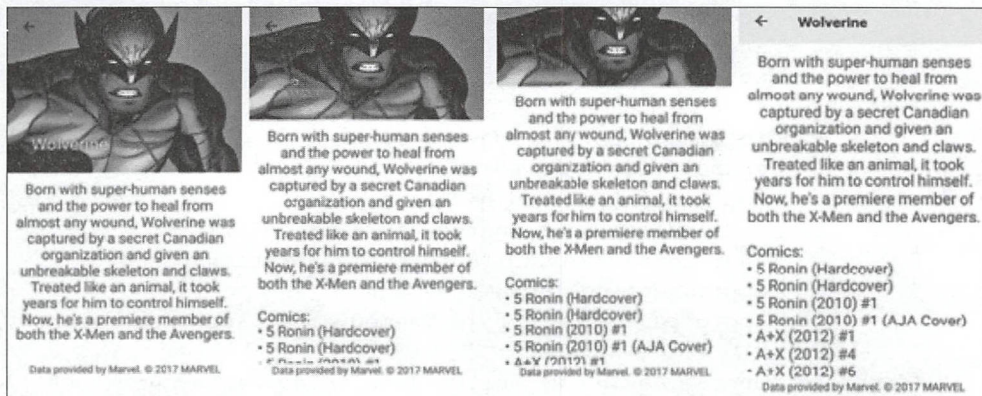 Wolverine
Born with super-human senses
and the power to heal from
almost any wound, Wolverine was
captured by a secret Canadian
organization and given an
unbreakable skeleton and claws.
Treated like an animal, it took
years for him to control himself.
Now, he's a premiere member of
both the X-Men and the Avengers.
Data provided by Marvel. © 2017 MARVEL
Born with super-human senses
and the power to heal from
almost any wound, Wolverine was
captured by a secret Canadian
organization and given an
unbreakable skeleton and claws.
Treated like an animal, it took
years for him to control himself.
Now, he's a premiere member of
both the X-Men and the Avengers.
Comics:
• 5 Ronin (Hardcover)
• 5 Ronin (Hardcover)
• 5 Ronin (2010) #1
Data provided by Marvel. © 2017 MARVEL
Born with super-human senses
and the power to heal from
almost any wound, Wolverine was
captured by a secret Canadian
organization and given an
unbreakable skeleton and claws.
Treated like an animal, it took
years for him to control himself.
Now, he's a premiere member of
both the X-Men and the Avengers.
Comics:
• 5 Ronin (Hardcover)
• 5 Ronin (Hardcover)
• 5 Ronin (2010) #1
• 5 Ronin (2010) #1 (AJA Cover)
• A+X (2012) #1
Data provided by Marvel. © 2017 MARVEL
← Wolverine
Born with super-human senses
and the power to heal from
almost any wound, Wolverine was
captured by a secret Canadian
organization and given an
unbreakable skeleton and claws.
Treated like an animal, it took
years for him to control himself.
Now, he's a premiere member of
both the X-Men and the Avengers.
Comics:
• 5 Ronin (Hardcover)
• 5 Ronin (Hardcover)
• 5 Ronin (2010) #1
• 5 Ronin (2010) #1 (AJA Cover)
• A+X (2012) #1
• A+X (2012) #4
• A+X (2012) #6
Data provided by Marvel. © 2017 MARVEL